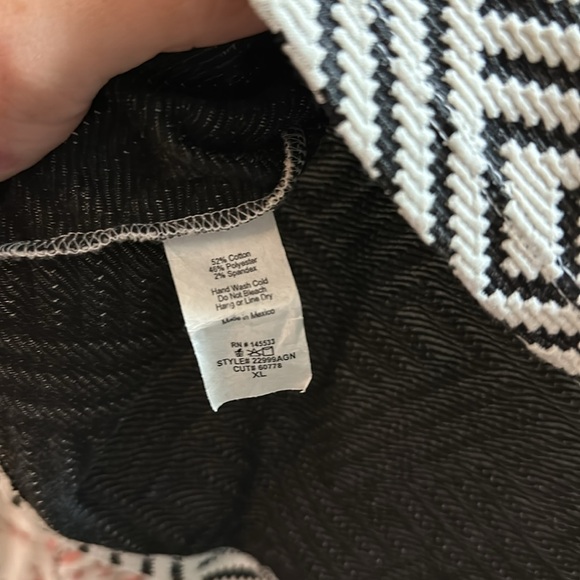 52% Cotton
46% Polyester
2% Spandex
Hand Wash Cold
Do Not Bleach
Hang or Line Dry
Made in Mexico
RN # 145533
STYLE# 22999AGN
CUT# 60778
XL